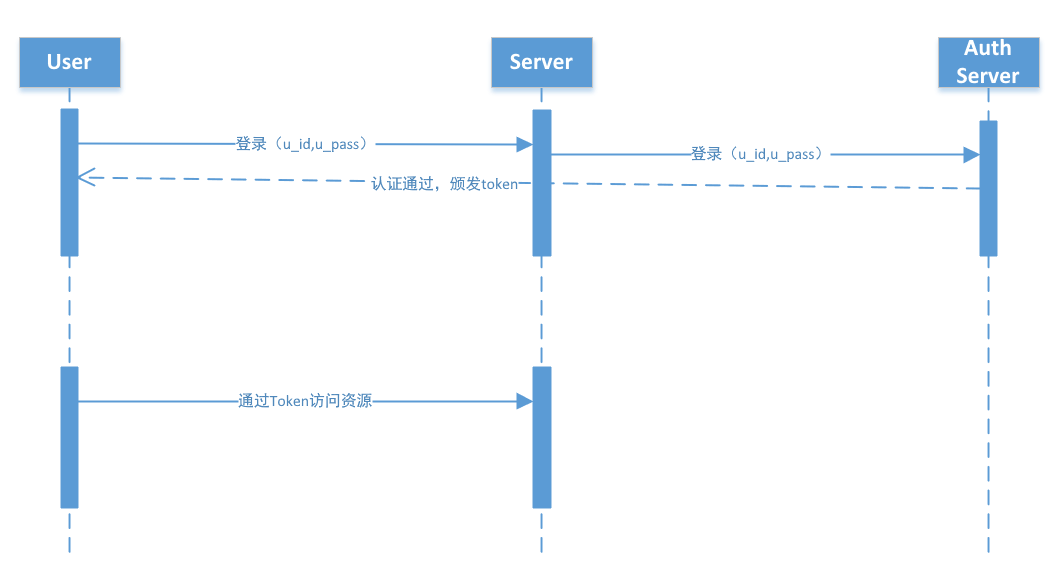 User
Server
Auth
Server
登录（u_id,u_pass）
登录（u_id,u_pass）
认证通过，颁发token
通过Token访问资源